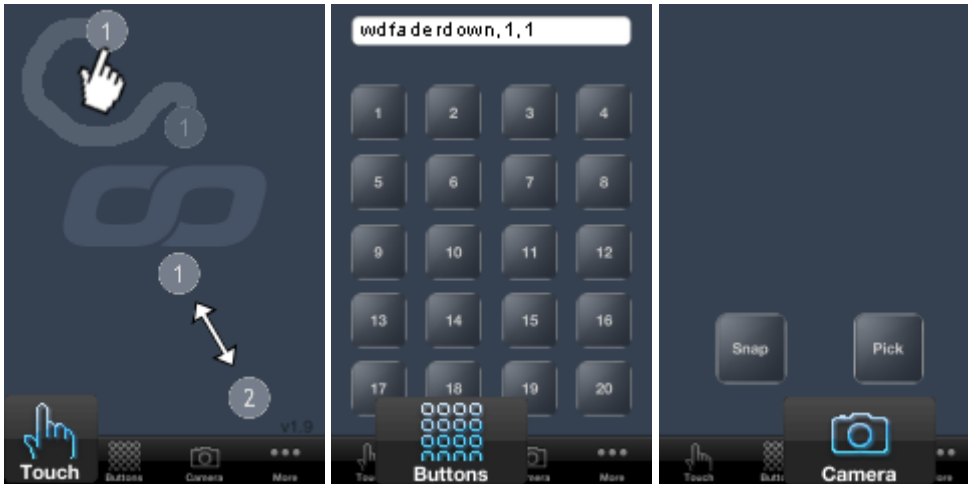 1
1
1
2
v1.9
Touch
Buttons
Camera
More
wdfaderdown,1,1
1 2 3 4
5 6 7 8
9 10 11 12
13 14 15 16
17 18 19 20
Buttons
More
Snap Pick
Touch
Camera